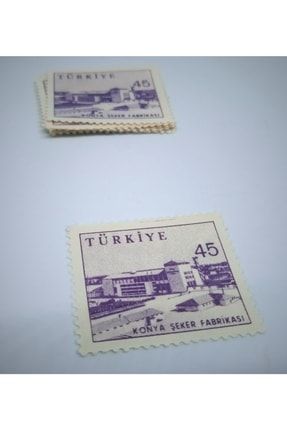 TÜRKİYE
45
KONYA ŞEKER FABRİKASI
TÜRKİYE
45
KONYA ŞEKER FABRİKASI